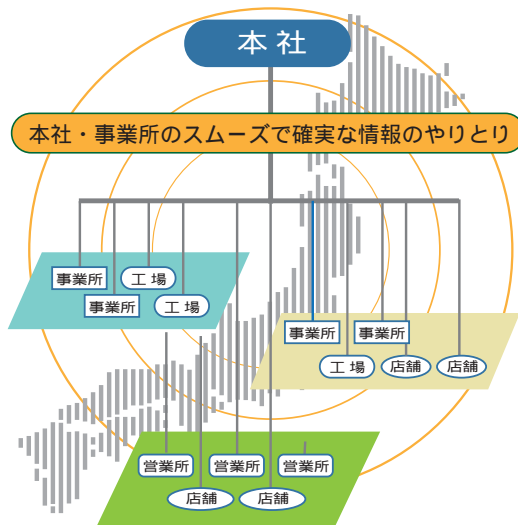 本社
本社・事業所のスムーズで確実な情報のやりとり
事業所
工場
事業所
工場
事業所
事業所
工場
店舗
店舗
営業所
営業所
営業所
店舗
店舗